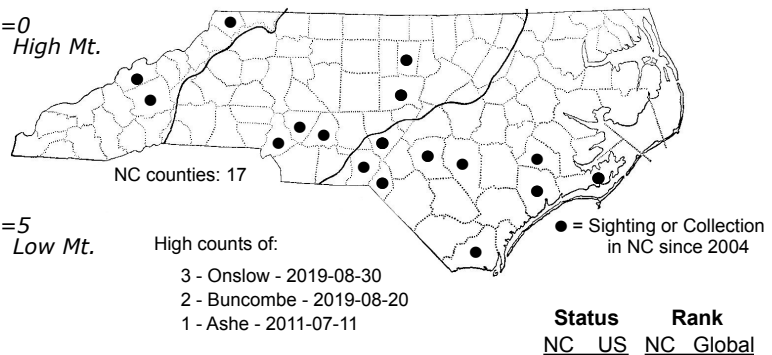 =0
High Mt.
NC counties: 17
=5
Low Mt.
High counts of:
3 - Onslow - 2019-08-30
2 - Buncombe - 2019-08-20
1 - Ashe - 2011-07-11
● = Sighting or Collection
in NC since 2004
Status Rank
NC US NC Global